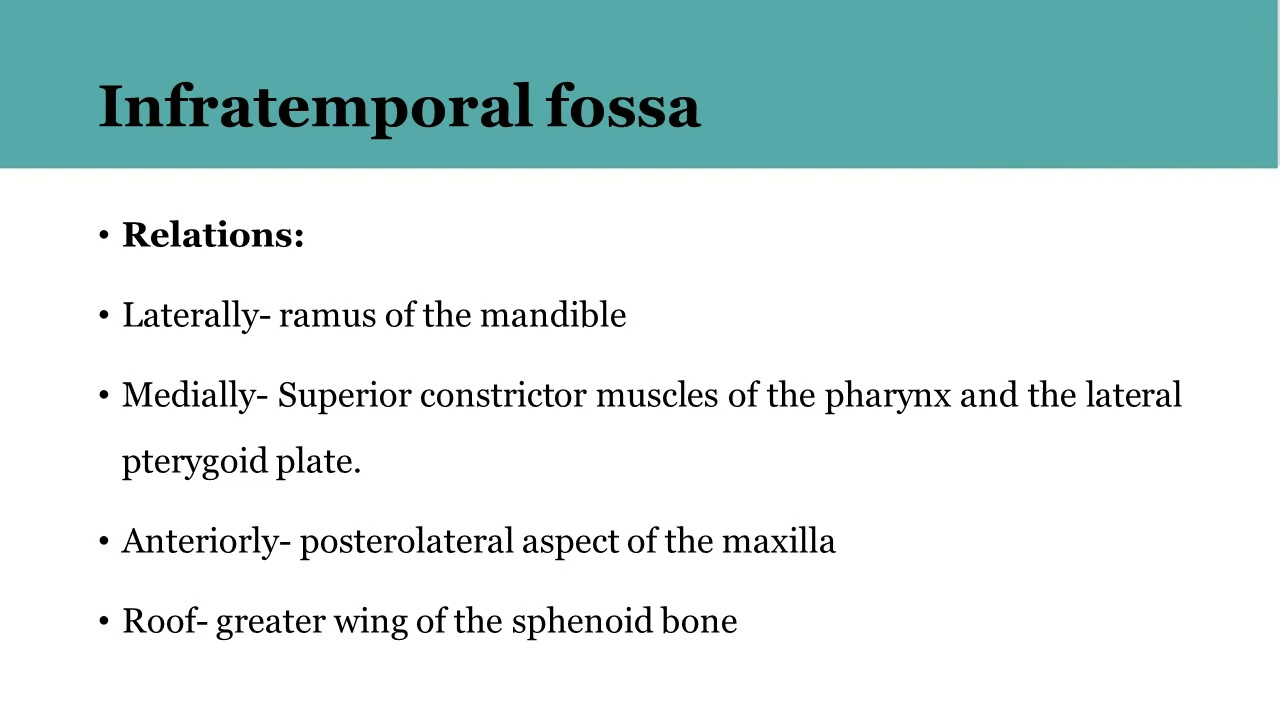 Infratemporal fossa
• Relations:
• Laterally- ramus of the mandible
• Medially- Superior constrictor muscles of the pharynx and the lateral
pterygoid plate.
• Anteriorly- posterolateral aspect of the maxilla
• Roof- greater wing of the sphenoid bone